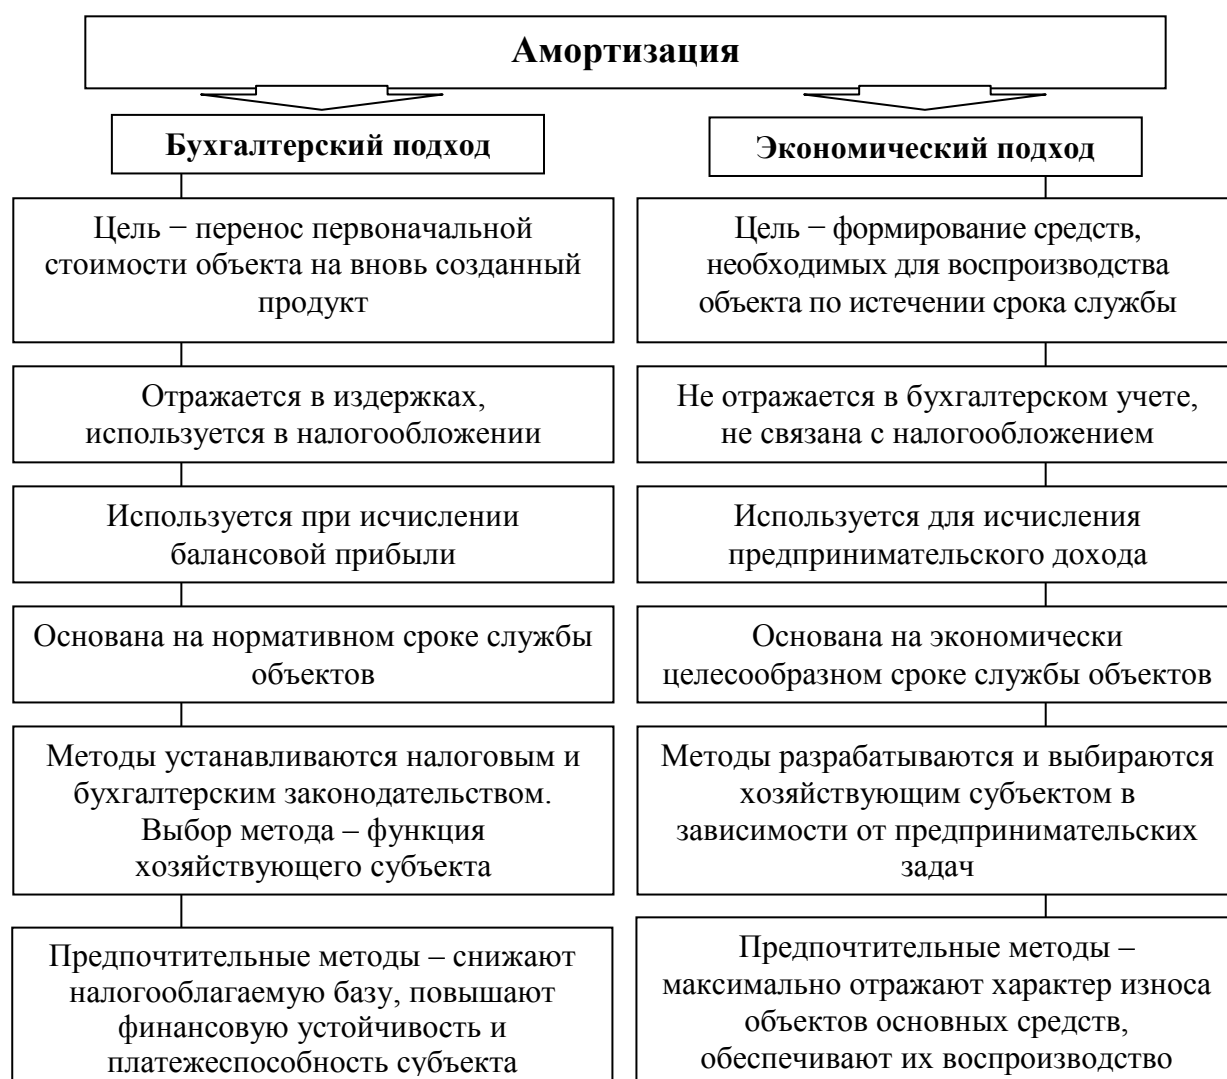 Амортизация
Бухгалтерский подход
Цель − перенос первоначальной
стоимости объекта на вновь созданный
продукт
Отражается в издержках,
используется в налогообложении
Используется при исчислении
балансовой прибыли
Основана на нормативном сроке службы
объектов
Методы устанавливаются налоговым и
бухгалтерским законодательством.
Выбор метода – функция
хозяйствующего субъекта
Предпочтительные методы – снижают
налогооблагаемую базу, повышают
финансовую устойчивость и
платежеспособность субъекта
Экономический подход
Цель − формирование средств,
необходимых для воспроизводства
объекта по истечении срока службы
Не отражается в бухгалтерском учете,
не связана с налогообложением
Используется для исчисления
предпринимательского дохода
Основана на экономически
целесообразном сроке службы объектов
Методы разрабатываются и выбираются
хозяйствующим субъектом в
зависимости от предпринимательских
задач
Предпочтительные методы –
максимально отражают характер износа
объектов основных средств,
обеспечивают их воспроизводство